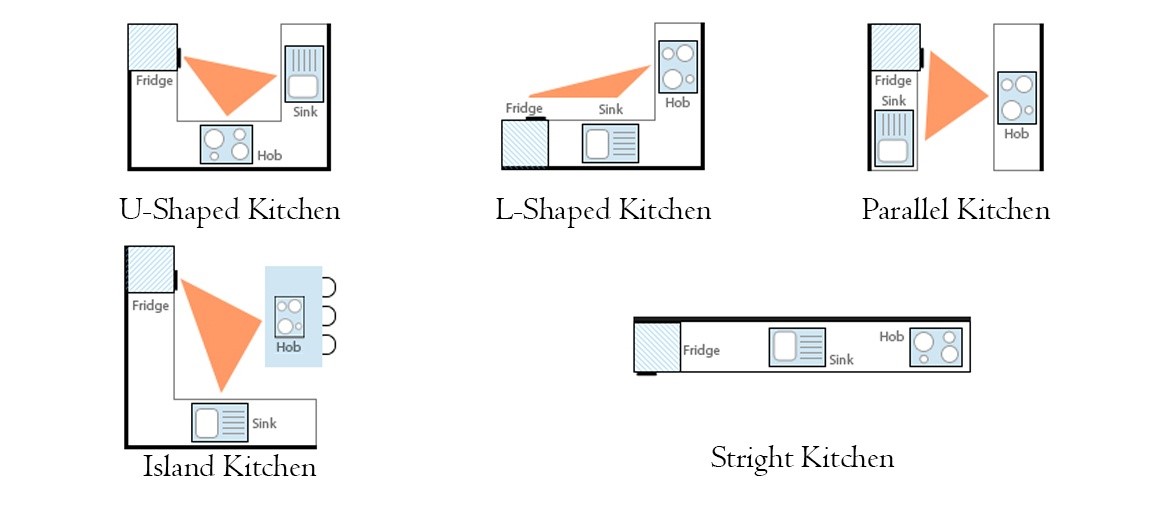 Fridge
Sink
Hob
U-Shaped Kitchen
Fridge
Sink
Hob
L-Shaped Kitchen
Fridge
Sink
Hob
Parallel Kitchen
Fridge
Hob
Sink
Island Kitchen
Fridge
Sink
Hob
Stright Kitchen